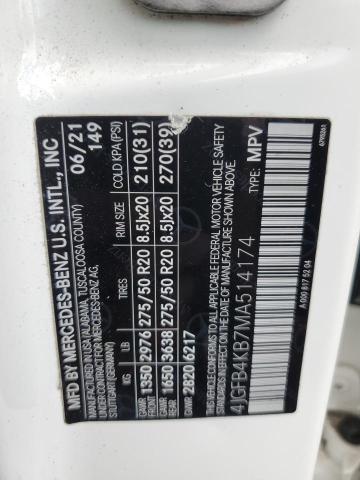 MFD BY MERCEDES-BENZ U.S. INTL., INC
MANUFACTURED IN USA (ALABAMA, TUSCALOOSA COUNTY)
UNDER CONTRACT FOR MERCEDES-BENZ AG,
STUTTGART (GERMANY)
06/21
149
KG LB TIRES RIM SIZE COLD KPA(PSI)
GAWR 1350 2976 275/50 R20 8.5Jx20 210(31)
GAWR 1650 3638 275/50 R20 8.5Jx20 270(39)
GVWR 2820 6217
THIS VEHICLE CONFORMS TO ALL APPLICABLE FEDERAL MOTOR VEHICLE SAFETY
STANDARDS IN EFFECT ON THE DATE OF MANUFACTURE SHOWN ABOVE.
4JGFB4KB7MA514174 TYPE: MPV
A 000 817 52 04